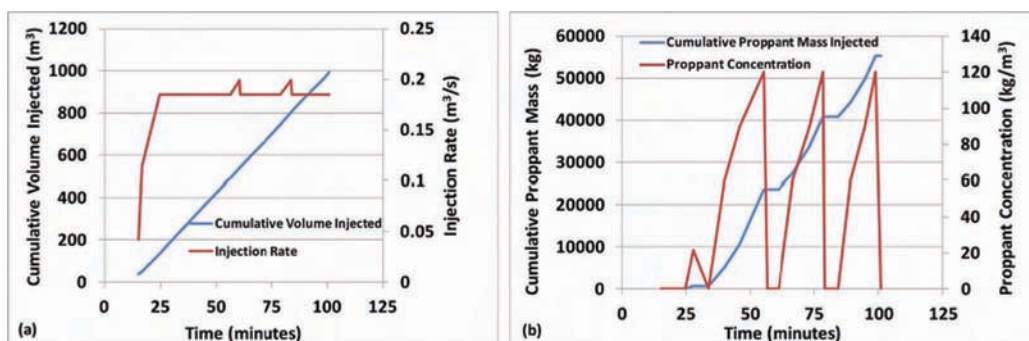 1200
1000
800
600
400
200
0
Cumulative Volume Injected (m³)
0.25
0.2
0.15
0.1
0.05
0
Injection Rate (m³/s)
Cumulative Volume Injected
Injection Rate
0 25 50 75 100 125
(a) Time (minutes)
60000
50000
40000
30000
20000
10000
0
Cumulative Proppant Mass (kg)
140
120
100
80
60
40
20
0
Proppant Concentration (kg/m³)
Cumulative Proppant Mass Injected
Proppant Concentration
0 25 50 75 100 125
(b) Time (minutes)